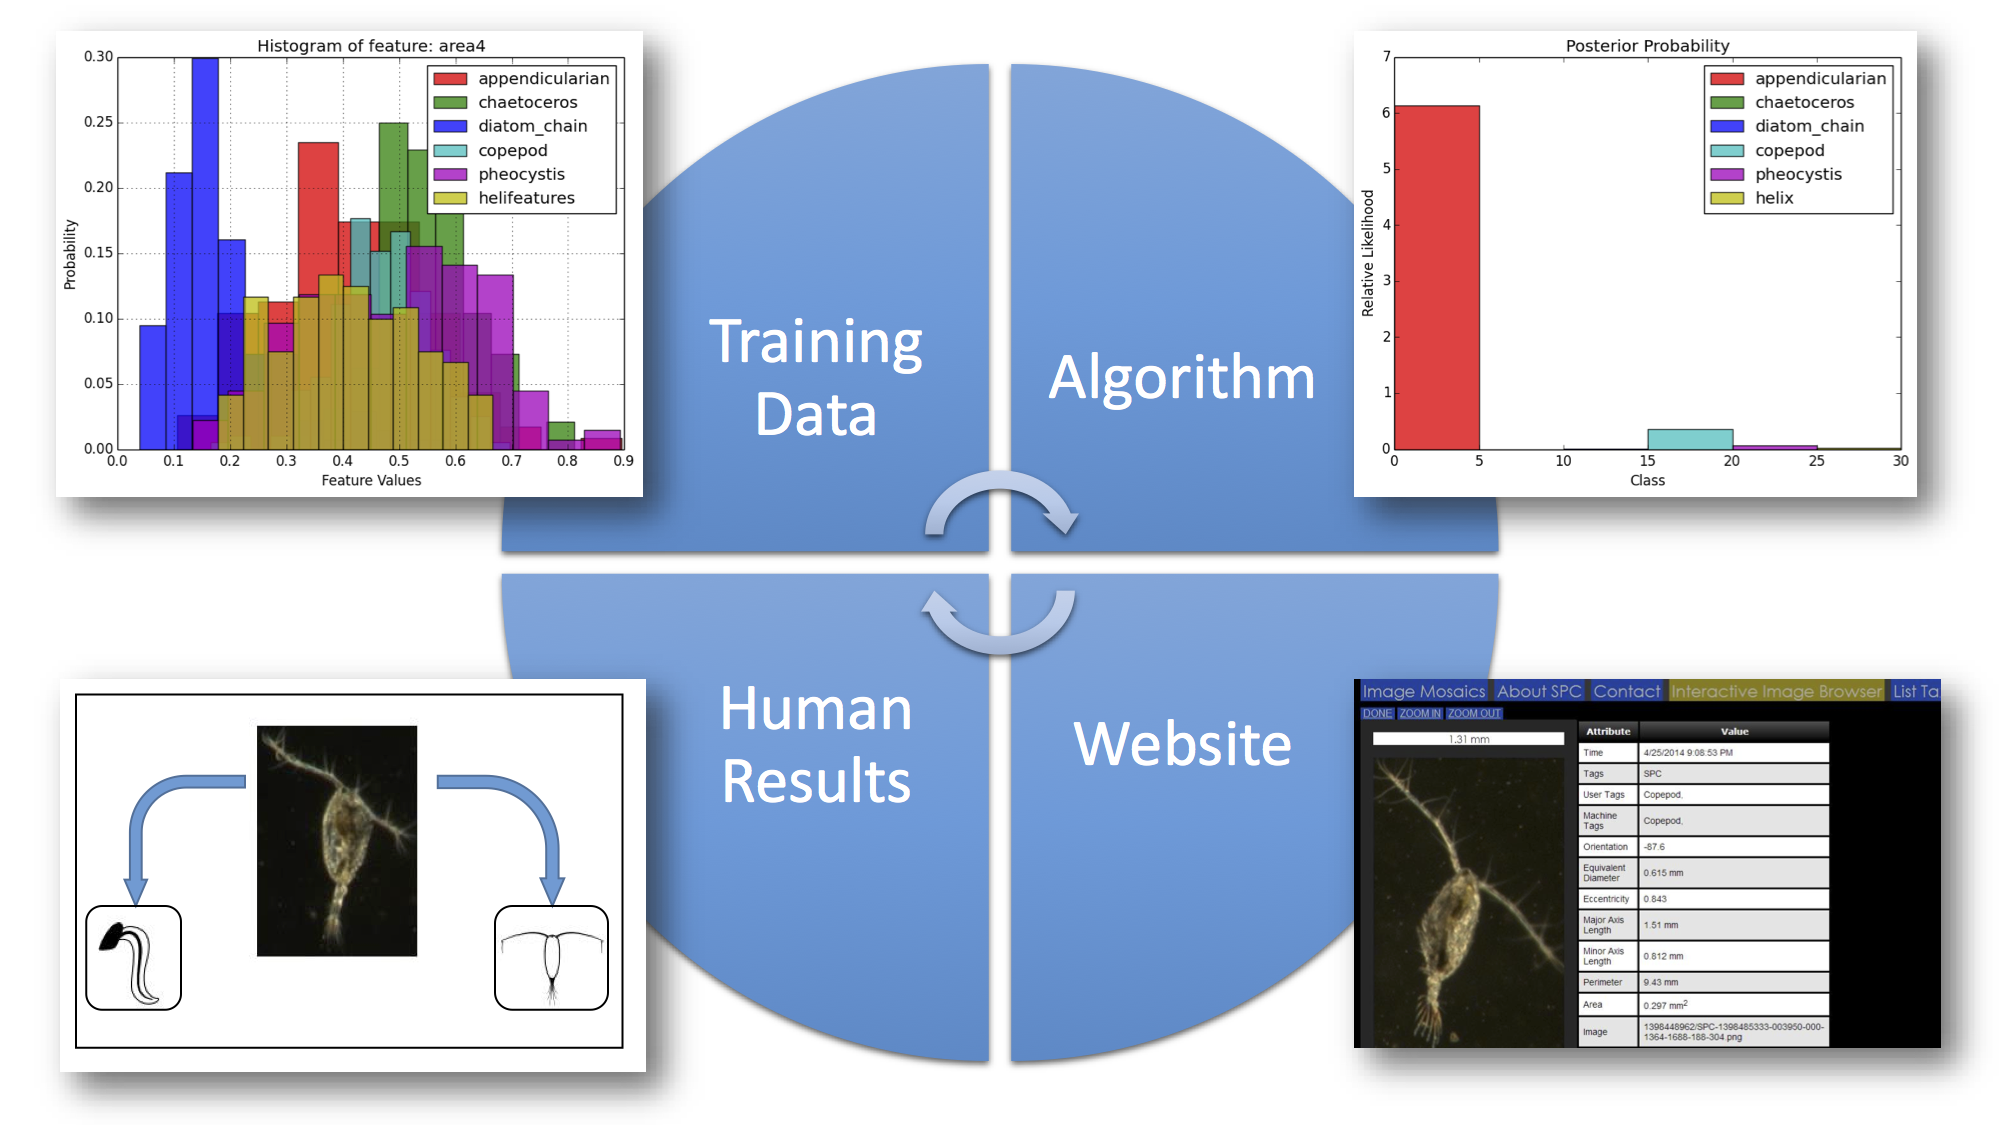 Histogram of feature: area4
0.30
0.25
0.20
0.15
0.10
0.05
0.00
Probability
appendicularian
chaetoceros
diatom_chain
copepod
pheocystis
helifeatures
0.0 0.1 0.2 0.3 0.4 0.5 0.6 0.7 0.8 0.9
Feature Values
Posterior Probability
7
6
5
4
3
2
1
0
Relative Likelihood
appendicularian
chaetoceros
diatom_chain
copepod
pheocystis
helix
0 5 10 15 20 25 30
Class
Training
Data
Algorithm
Human
Results
Website
Image Mosaics About SPC Contact Interactive Image Browser List Ta
DONE ZOOM IN ZOOM OUT
1.31 mm
Attribute Value
Time 4/25/2014 9:08:53 PM
Tags SPC
User Tags Copepod,
Machine
Tags Copepod,
Orientation -87.6
Equivalent
Diameter 0.615 mm
Eccentricity 0.843
Major Axis
Length 1.51 mm
Minor Axis
Length 0.812 mm
Perimeter 9.43 mm
Area 0.297 mm2
Image 1398448962/SPC-1398485333-003950-000-
1364-1688-188-304.png